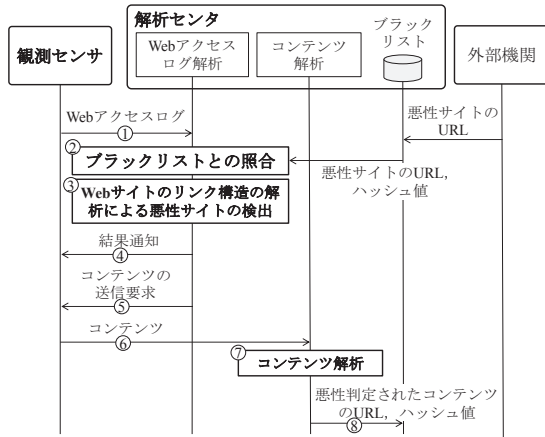 解析センタ
観測センサ
Webアクセス
ログ解析
コンテンツ
解析
ブラック
リスト
外部機関
Webアクセスログ
①
悪性サイトの
URL
②
ブラックリストとの照合
悪性サイトのURL,
ハッシュ値
③
Webサイトのリンク構造の解
析による悪性サイトの検出
結果通知
④
コンテンツの
送信要求
⑤
コンテンツ
⑥
⑦
コンテンツ解析
悪性判定されたコンテンツ
のURL, ハッシュ値
⑧